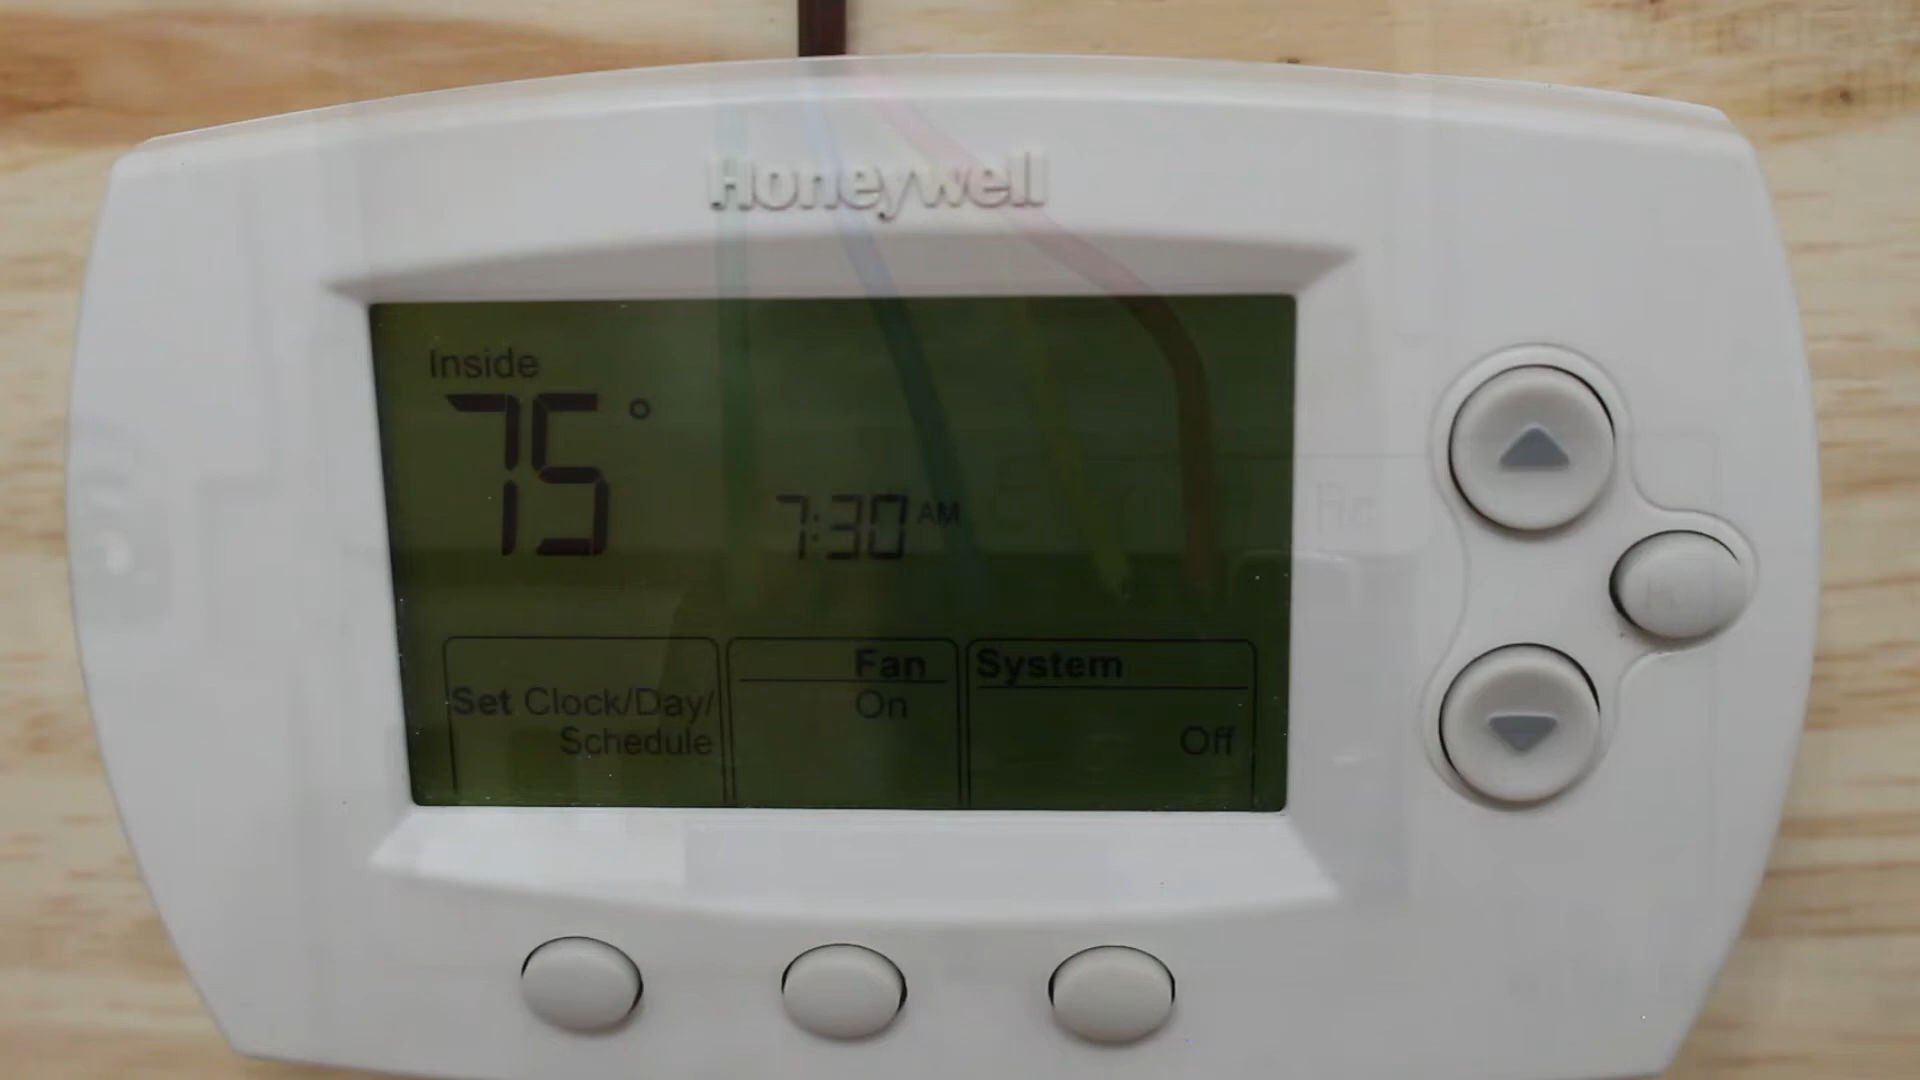 Honeywell
Inside
75°
7:30 AM
Fan
System
Set Clock/Day/
Schedule
On
Off